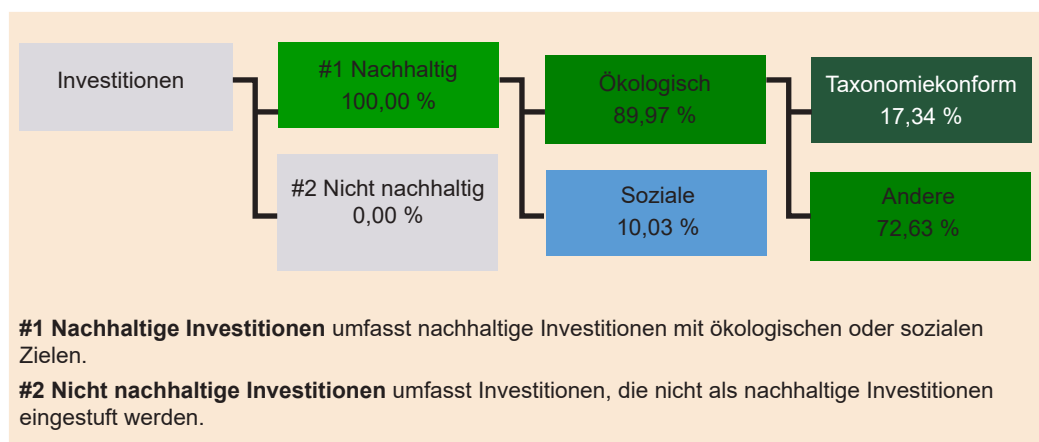 Investitionen
#1 Nachhaltig
100,00 %
Ökologisch
89,97 %
Taxonomiekonform
17,34 %
#2 Nicht nachhaltig
0,00 %
Soziale
10,03 %
Andere
72,63 %
#1 Nachhaltige Investitionen umfasst nachhaltige Investitionen mit ökologischen oder sozialen
Zielen.
#2 Nicht nachhaltige Investitionen umfasst Investitionen, die nicht als nachhaltige Investitionen
eingestuft werden.